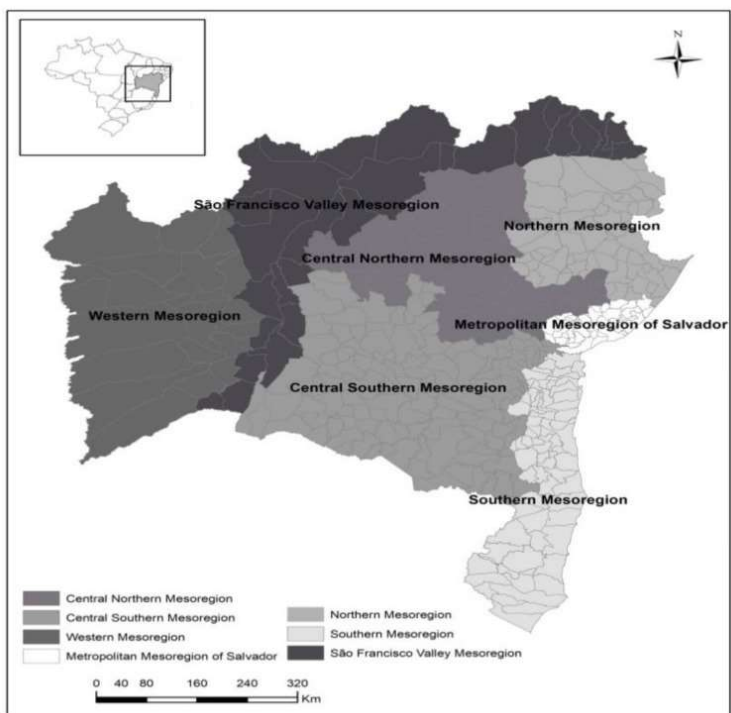 N
São Francisco Valley Mesoregion
Northern Mesoregion
Central Northern Mesoregion
Western Mesoregion
Metropolitan Mesoregion of Salvador
Central Southern Mesoregion
Southern Mesoregion
Central Northern Mesoregion
Central Southern Mesoregion
Western Mesoregion
Metropolitan Mesoregion of Salvador
Northern Mesoregion
Southern Mesoregion
São Francisco Valley Mesoregion
0 40 80 160 240 320
Km